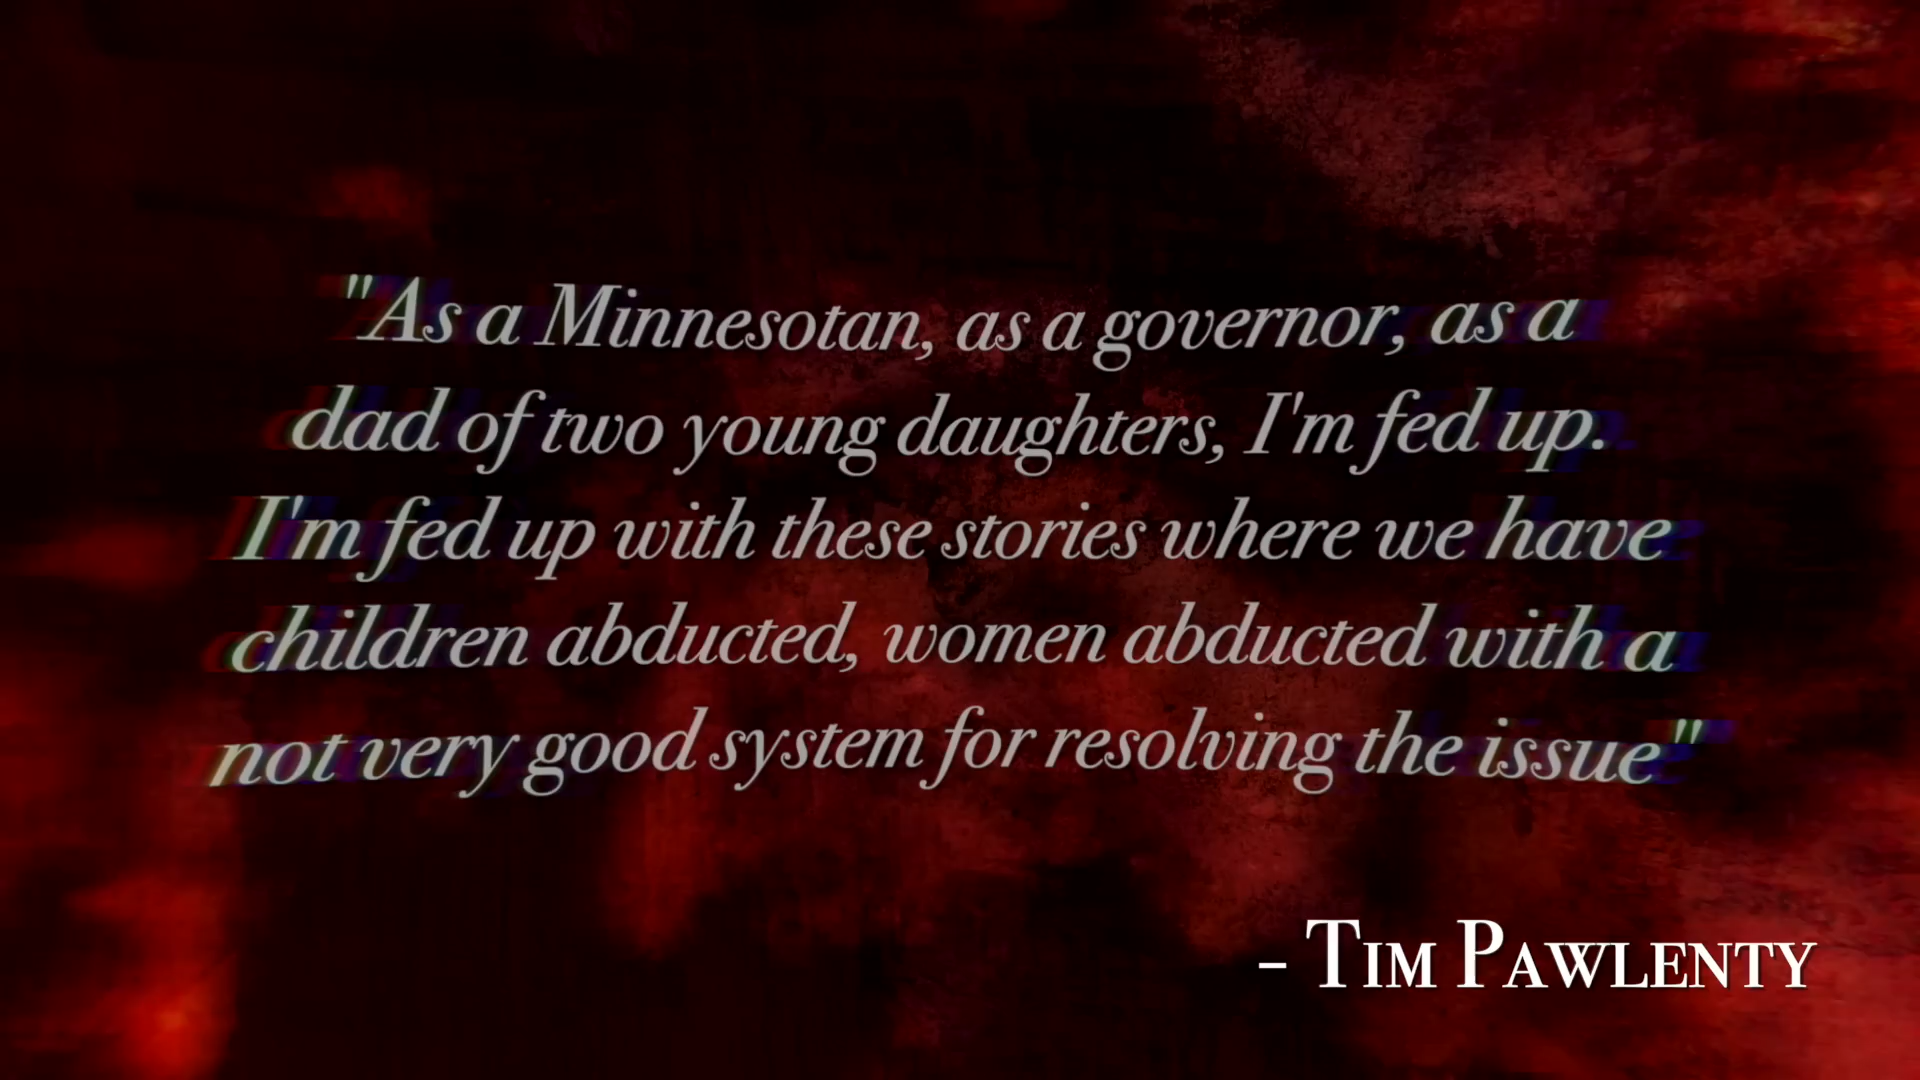 "As a Minnesotan, as a governor, as a
dad of two young daughters, I'm fed up.
I'm fed up with these stories where we have
children abducted, women abducted with a
not very good system for resolving the issue"
– Tim Pawlenty